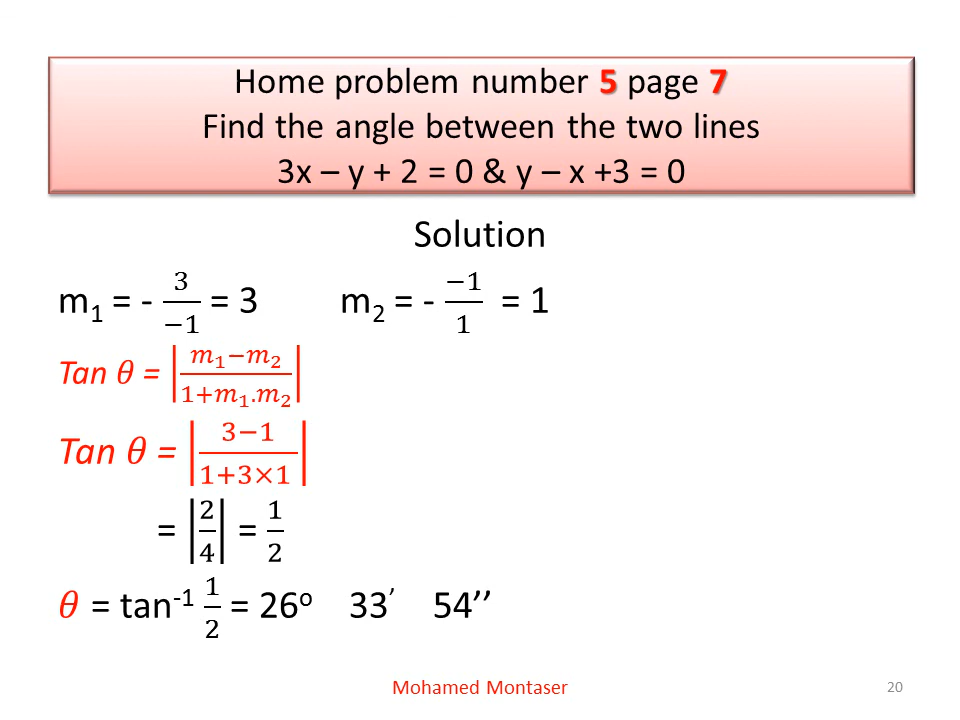 Home problem number 5 page 7
Find the angle between the two lines
3x – y + 2 = 0 & y – x +3 = 0
Solution
m₁ = - 3/−1 = 3 m₂ = - −1/1 = 1
Tan θ = |m₁−m₂ / 1+m₁.m₂|
Tan θ = |3−1 / 1+3×1|
= |2/4| = 1/2
θ = tan⁻¹ 1/2 = 26º 33′ 54’’
Mohamed Montaser
20